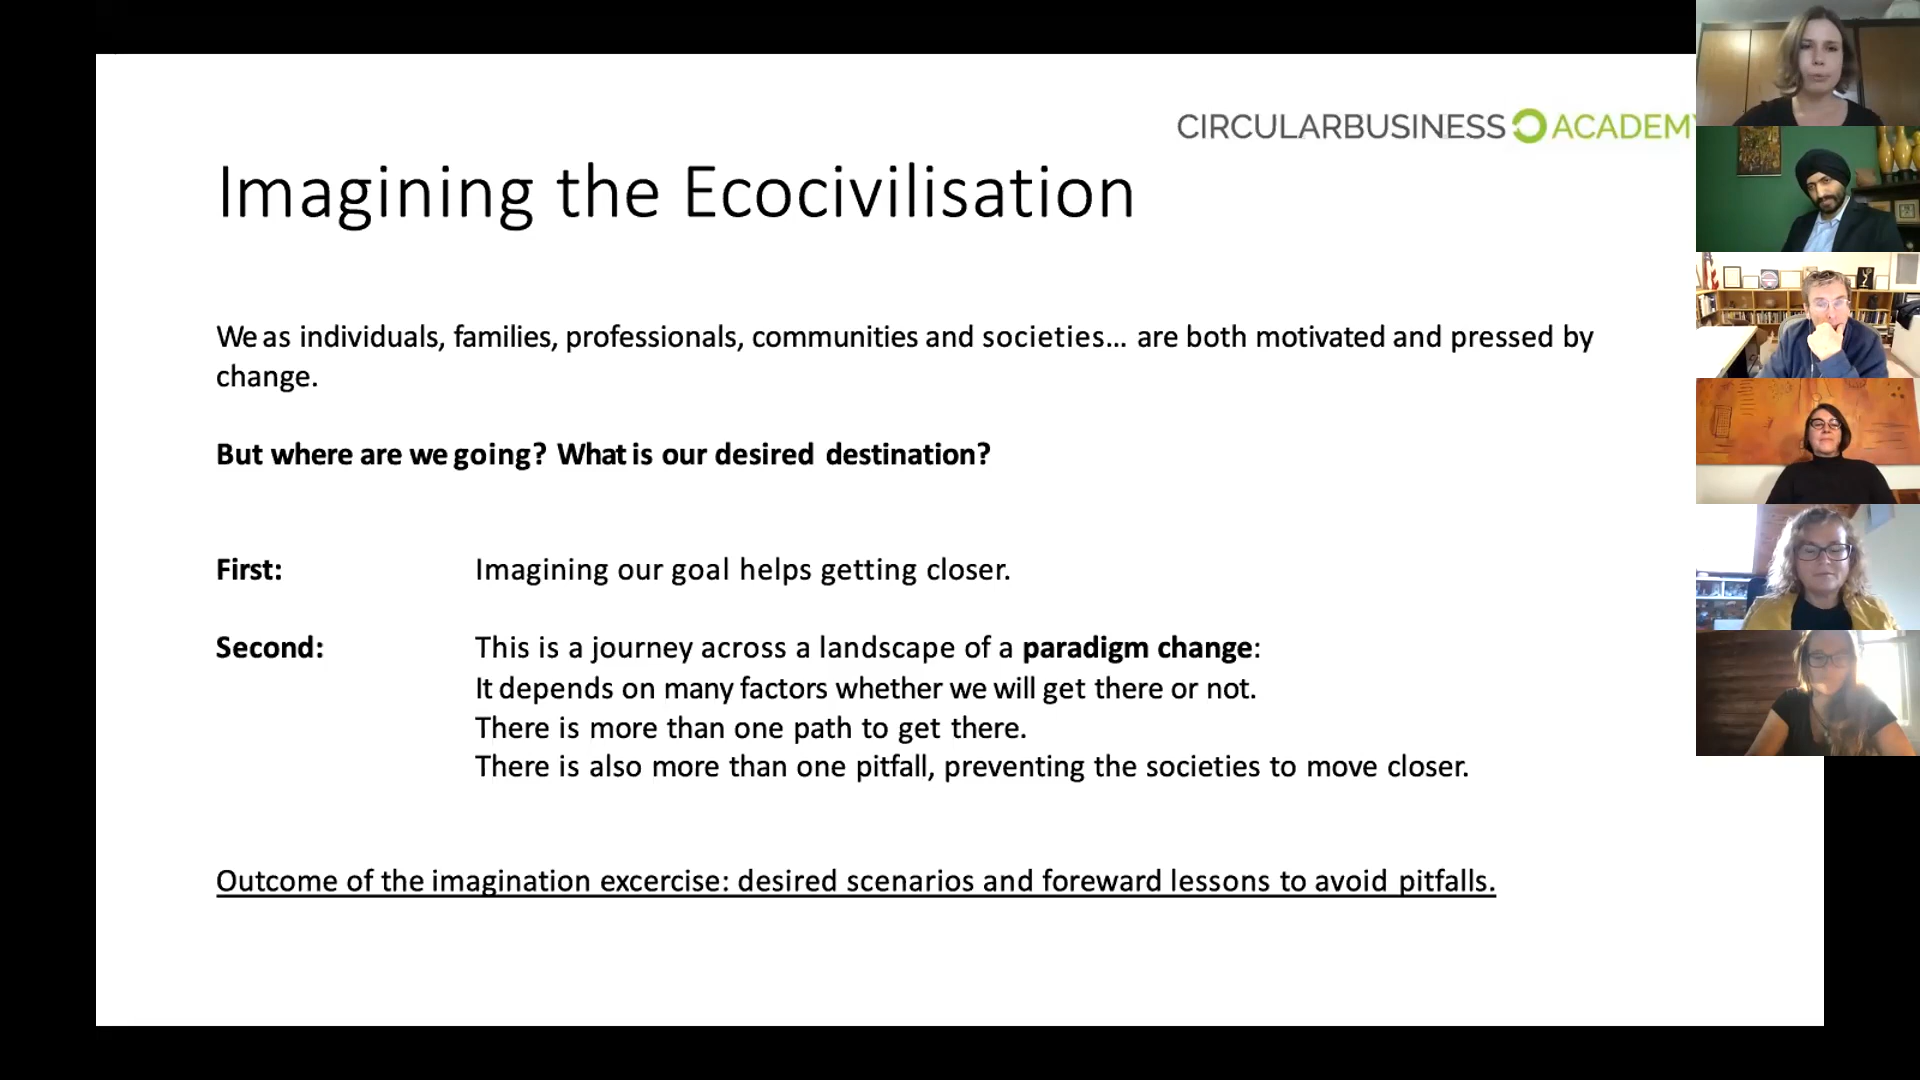 CIRCULARBUSINESS ACADEMY
Imagining the Ecocivilisation
We as individuals, families, professionals, communities and societies... are both motivated and pressed by
change.
But where are we going? What is our desired destination?
First: Imagining our goal helps getting closer.
Second: This is a journey across a landscape of a paradigm change:
It depends on many factors whether we will get there or not.
There is more than one path to get there.
There is also more than one pitfall, preventing the societies to move closer.
Outcome of the imagination excercise: desired scenarios and foreward lessons to avoid pitfalls.